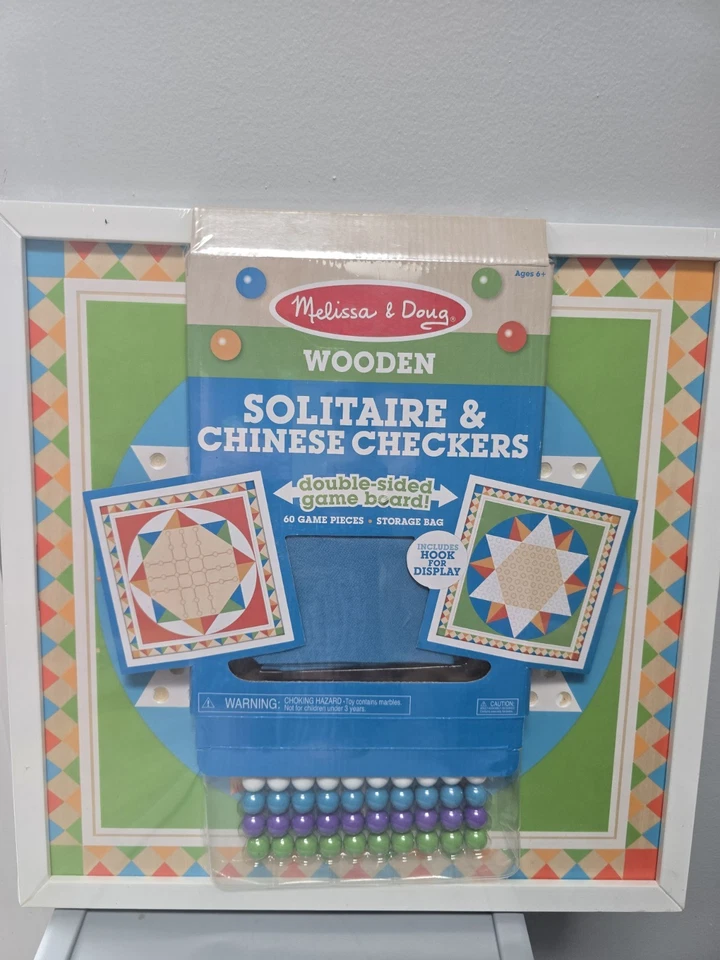 Ages 6+
Melissa & Doug®
WOODEN
SOLITAIRE &
CHINESE CHECKERS
double-sided
game board!
60 GAME PIECES • STORAGE BAG
INCLUDES
HOOK
FOR
DISPLAY
WARNING: CHOKING HAZARD - Toy contains marbles.
Not for children under 3 years.
CAUTION: